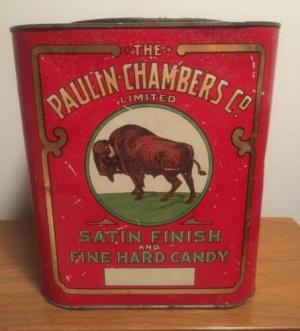 THE
PAULIN·CHAMBERS Co.
LIMITED
SATIN FINISH
AND
FINE HARD CANDY